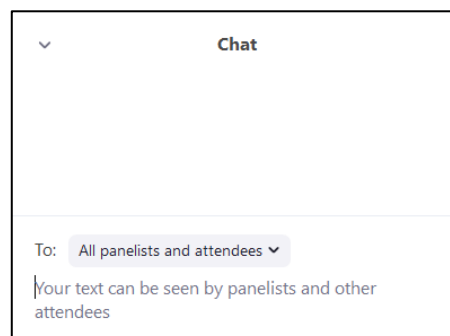 Chat
To: All panelists and attendees
Your text can be seen by panelists and other
attendees